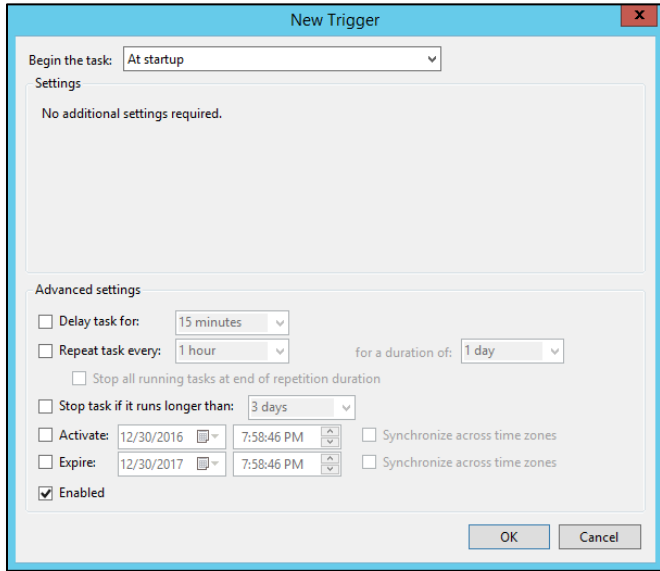 New Trigger
x
Begin the task: At startup
Settings
No additional settings required.
Advanced settings
Delay task for: 15 minutes
Repeat task every: 1 hour for a duration of: 1 day
Stop all running tasks at end of repetition duration
Stop task if it runs longer than: 3 days
Activate: 12/30/2016 7:58:46 PM Synchronize across time zones
Expire: 12/30/2017 7:58:46 PM Synchronize across time zones
Enabled
OK Cancel